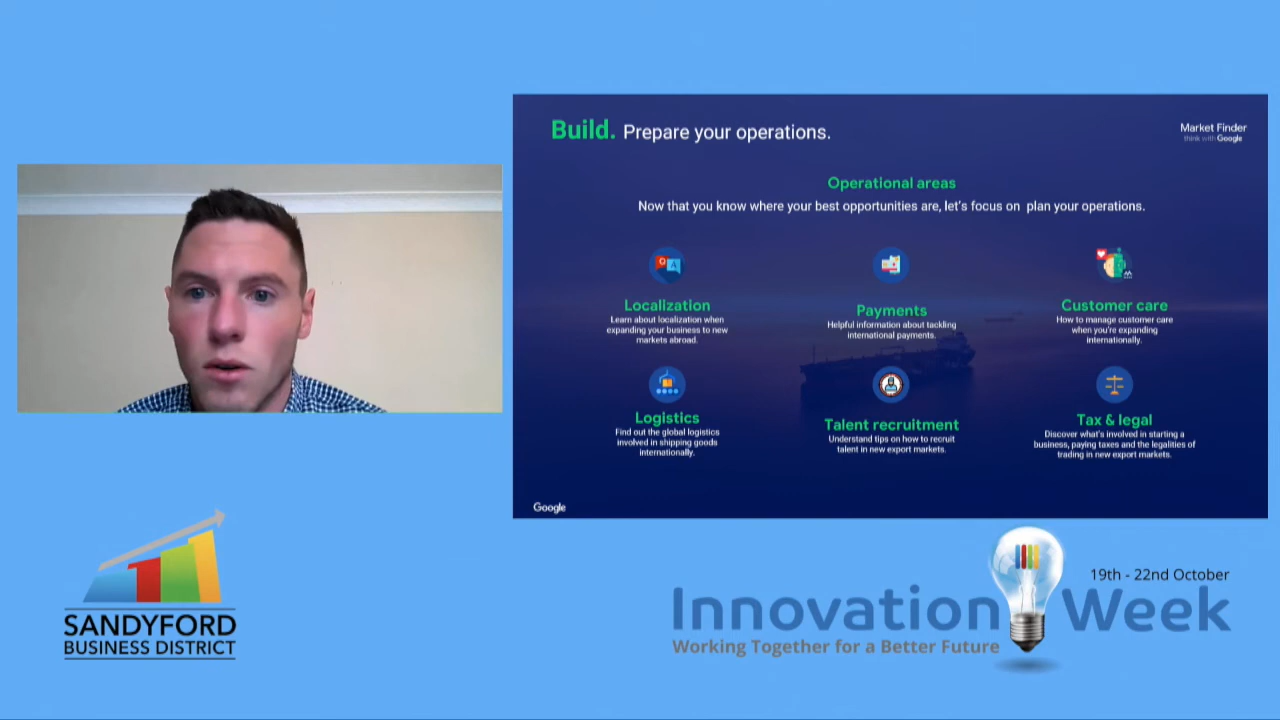 Build. Prepare your operations.
Market Finder
think with Google
Operational areas
Now that you know where your best opportunities are, let's focus on plan your operations.
Localization
Learn about localization when
expanding your business to new
markets abroad.
Payments
Helpful information about tackling
international payments.
Customer care
How to manage customer care
when you're expanding
internationally.
Logistics
Find out the global logistics
involved in shipping goods
internationally.
Talent recruitment
Understand tips on how to recruit
talent in new export markets.
Tax & legal
Discover what's involved in starting a
business, paying taxes and the legalities of
trading in new export markets.
Google
SANDYFORD
BUSINESS DISTRICT
19th - 22nd October
Innovation Week
Working Together for a Better Future